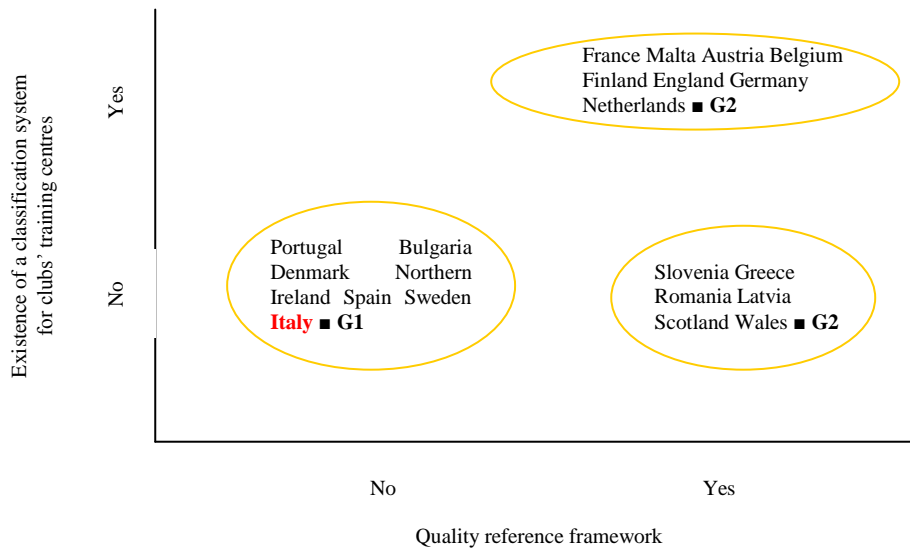 France Malta Austria Belgium
Finland England Germany
Netherlands ■ G2
Existence of a classification system
for clubs’ training centres
Yes
No
Portugal Bulgaria
Denmark Northern
Ireland Spain Sweden
Italy ■ G1
Slovenia Greece
Romania Latvia
Scotland Wales ■ G2
No Yes
Quality reference framework